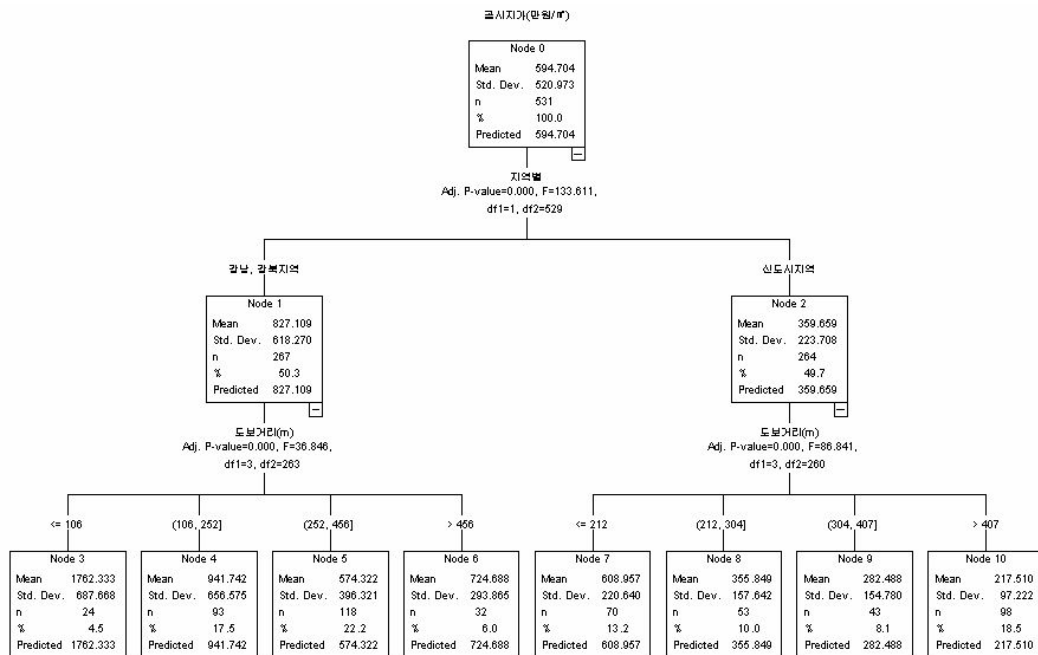 공시지가(만원/㎡)
Node 0
Mean 594.704
Std. Dev. 520.973
n 531
% 100.0
Predicted 594.704
지역별
Adj. P-value=0.000, F=133.611,
df1=1, df2=529
강남, 강북지역
Node 1
Mean 827.109
Std. Dev. 618.270
n 267
% 50.3
Predicted 827.109
신도시지역
Node 2
Mean 359.659
Std. Dev. 223.708
n 264
% 49.7
Predicted 359.659
도보거리(m)
Adj. P-value=0.000, F=36.846,
df1=3, df2=263
도보거리(m)
Adj. P-value=0.000, F=86.841,
df1=3, df2=260
<= 106
Node 3
Mean 1762.333
Std. Dev. 687.668
n 24
% 4.5
Predicted 1762.333
(106, 252]
Node 4
Mean 941.742
Std. Dev. 656.575
n 93
% 17.5
Predicted 941.742
(252, 456]
Node 5
Mean 574.322
Std. Dev. 396.321
n 118
% 22.2
Predicted 574.322
> 456
Node 6
Mean 724.688
Std. Dev. 293.865
n 32
% 6.0
Predicted 724.688
<= 212
Node 7
Mean 608.957
Std. Dev. 220.640
n 70
% 13.2
Predicted 608.957
(212, 304]
Node 8
Mean 355.849
Std. Dev. 157.642
n 53
% 10.0
Predicted 355.849
(304, 407]
Node 9
Mean 282.488
Std. Dev. 154.780
n 43
% 8.1
Predicted 282.488
> 407
Node 10
Mean 217.510
Std. Dev. 97.222
n 98
% 18.5
Predicted 217.510